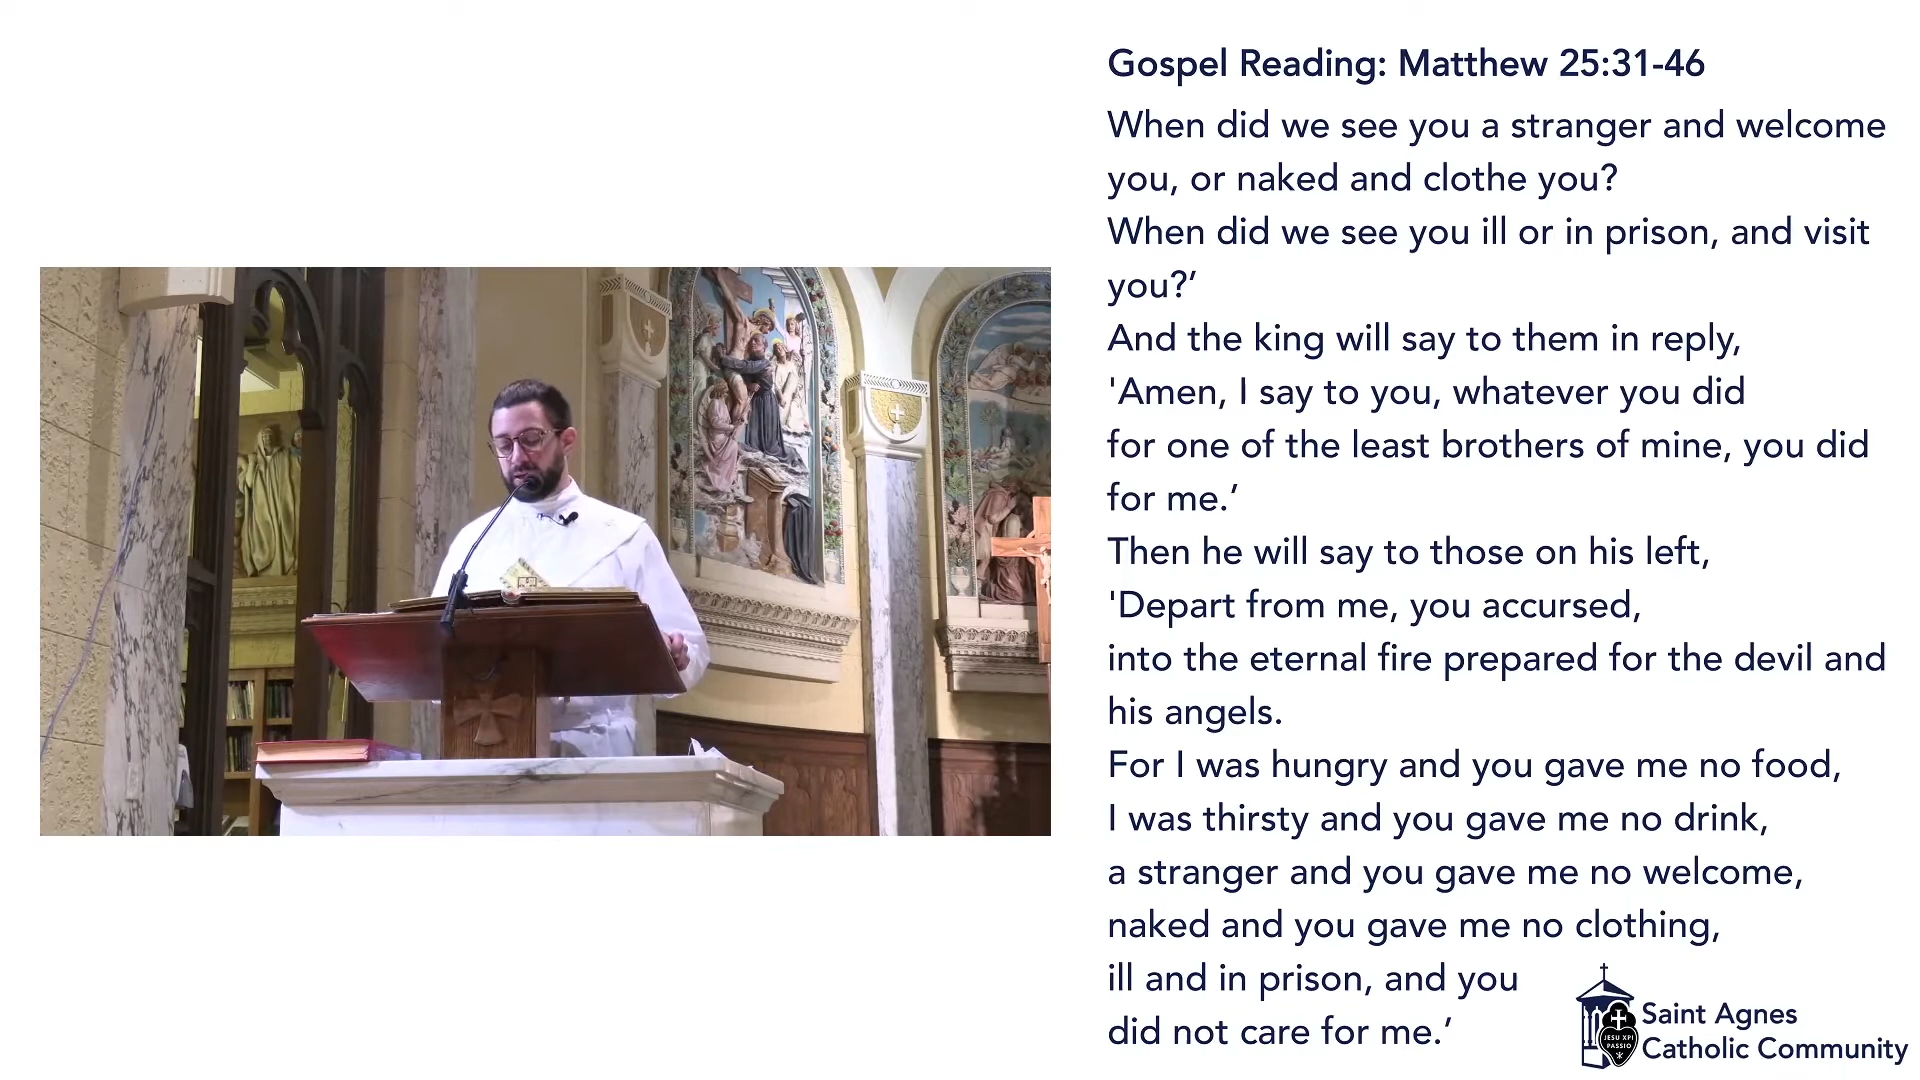 Gospel Reading: Matthew 25:31-46
When did we see you a stranger and welcome
you, or naked and clothe you?
When did we see you ill or in prison, and visit
you?’
And the king will say to them in reply,
'Amen, I say to you, whatever you did
for one of the least brothers of mine, you did
for me.’
Then he will say to those on his left,
'Depart from me, you accursed,
into the eternal fire prepared for the devil and
his angels.
For I was hungry and you gave me no food,
I was thirsty and you gave me no drink,
a stranger and you gave me no welcome,
naked and you gave me no clothing,
ill and in prison, and you
did not care for me.’
JESU XPI
PASSIO
Saint Agnes
Catholic Community